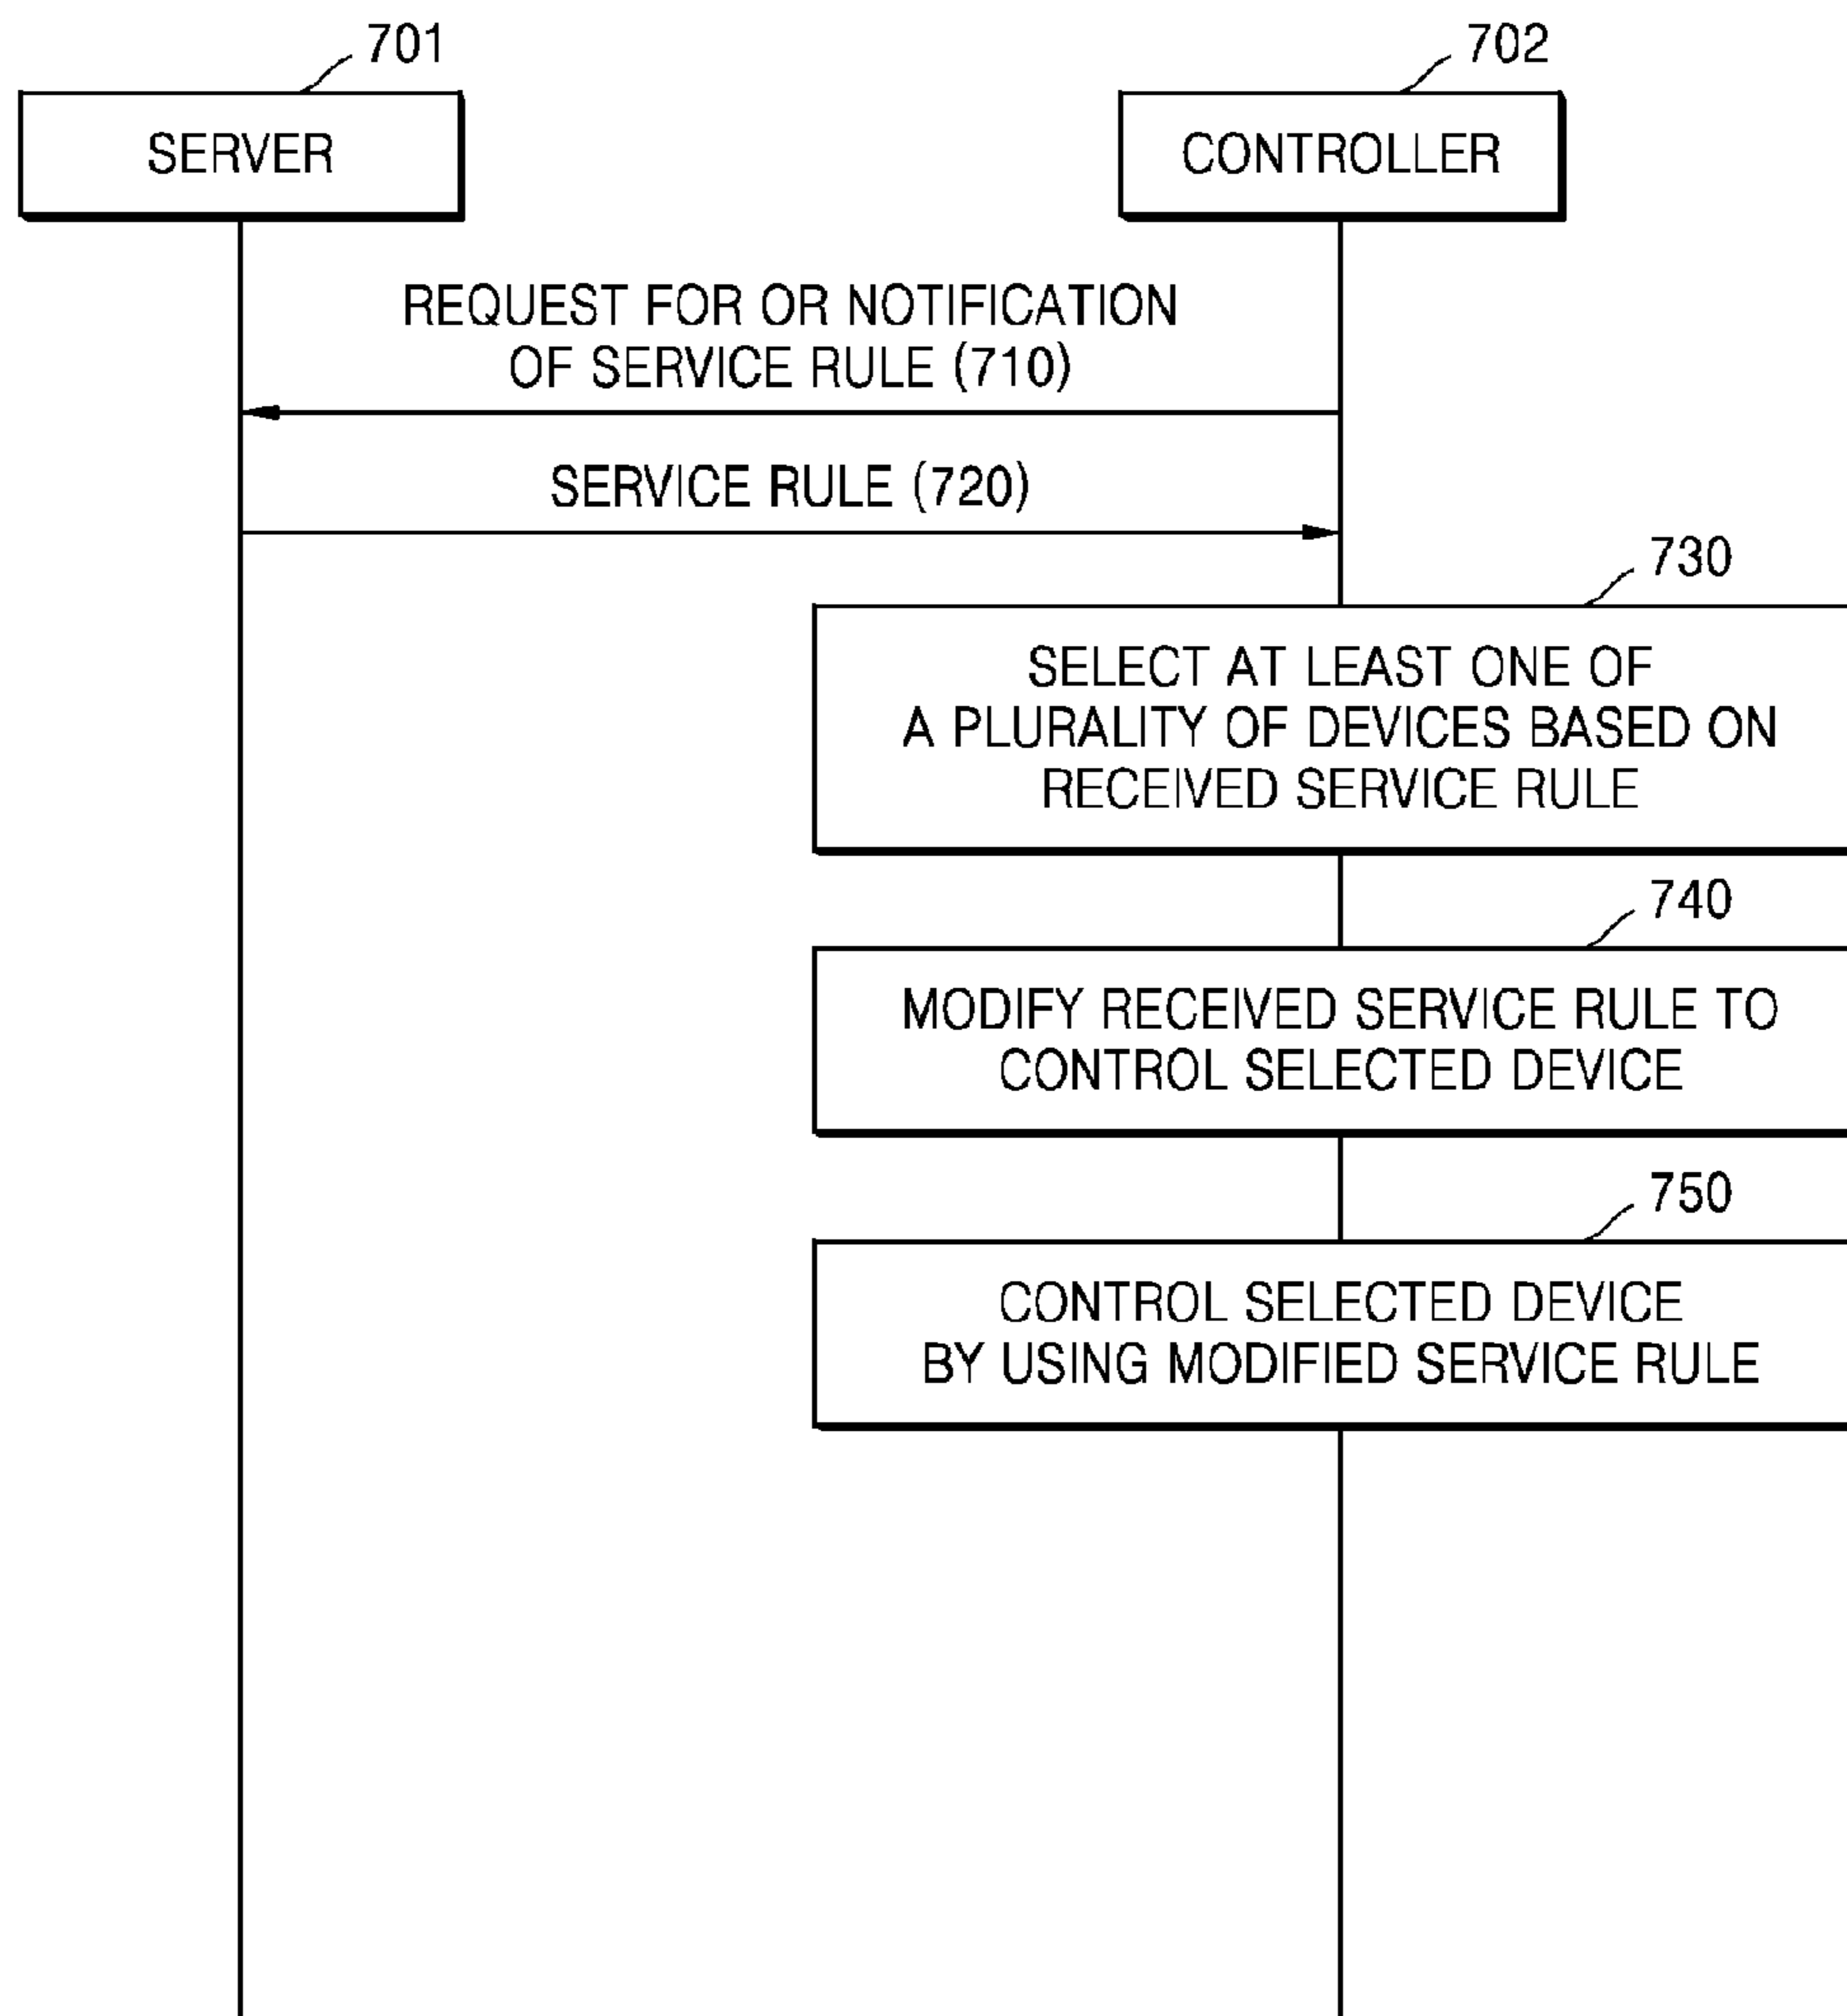 701
702
SERVER
CONTROLLER
REQUEST FOR OR NOTIFICATION
OF SERVICE RULE (710)
SERVICE RULE (720)
730
SELECT AT LEAST ONE OF
A PLURALITY OF DEVICES BASED ON
RECEIVED SERVICE RULE
740
MODIFY RECEIVED SERVICE RULE TO
CONTROL SELECTED DEVICE
750
CONTROL SELECTED DEVICE
BY USING MODIFIED SERVICE RULE